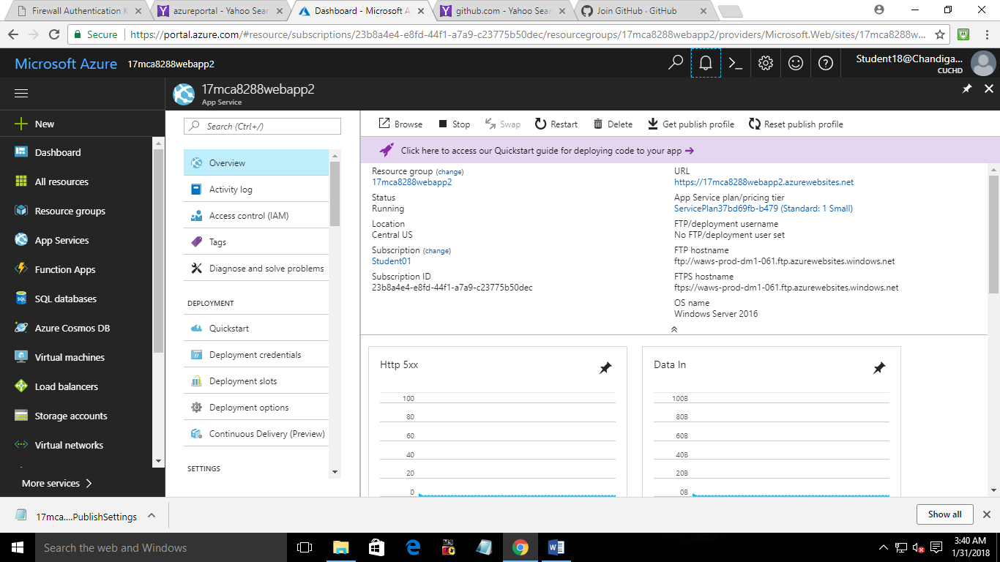 Firewall Authentication K
azureportal - Yahoo Sear
Dashboard - Microsoft A
github.com - Yahoo Sear
Join GitHub · GitHub
Secure
https://portal.azure.com/#resource/subscriptions/23b8a4e4-e8fd-44f1-a7a9-c23775b50dec/resourcegroups/17mca8288webapp2/providers/Microsoft.Web/sites/17mca8288w...
Microsoft Azure 17mca8288webapp2
Student18@Chandiga...
CUCHD
17mca8288webapp2
App Service
New
Dashboard
All resources
Resource groups
App Services
Function Apps
SQL databases
Azure Cosmos DB
Virtual machines
Load balancers
Storage accounts
Virtual networks
More services
Search (Ctrl+/)
Overview
Activity log
Access control (IAM)
Tags
Diagnose and solve problems
DEPLOYMENT
Quickstart
Deployment credentials
Deployment slots
Deployment options
Continuous Delivery (Preview)
SETTINGS
Browse Stop Swap Restart Delete Get publish profile Reset publish profile
Click here to access our Quickstart guide for deploying code to your app
Resource group (change)
17mca8288webapp2
Status
Running
Location
Central US
Subscription (change)
Student01
Subscription ID
23b8a4e4-e8fd-44f1-a7a9-c23775b50dec
URL
https://17mca8288webapp2.azurewebsites.net
App Service plan/pricing tier
ServicePlan37bd69fb-b479 (Standard: 1 Small)
FTP/deployment username
No FTP/deployment user set
FTP hostname
ftp://waws-prod-dm1-061.ftp.azurewebsites.windows.net
FTPS hostname
ftps://waws-prod-dm1-061.ftp.azurewebsites.windows.net
OS name
Windows Server 2016
Http 5xx
100
80
60
40
20
0
Data In
100B
80B
60B
40B
20B
0B
17mca....PublishSettings
Show all
Search the web and Windows
3:40 AM
1/31/2018